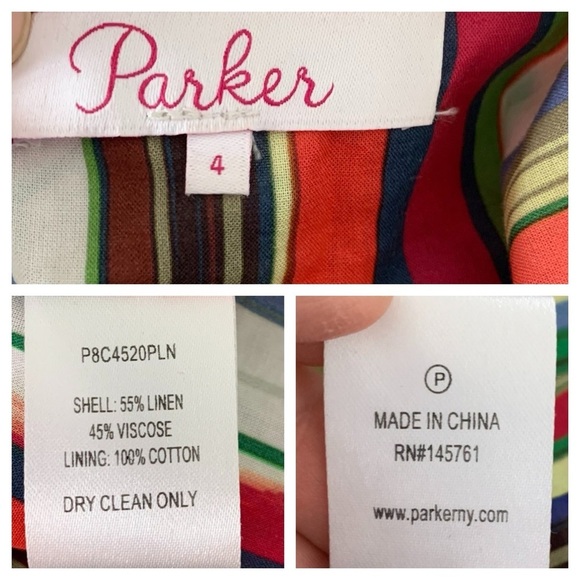 Parker
4
P8C4520PLN
SHELL: 55% LINEN
45% VISCOSE
LINING: 100% COTTON
DRY CLEAN ONLY
P
MADE IN CHINA
RN#145761
www.parkerny.com